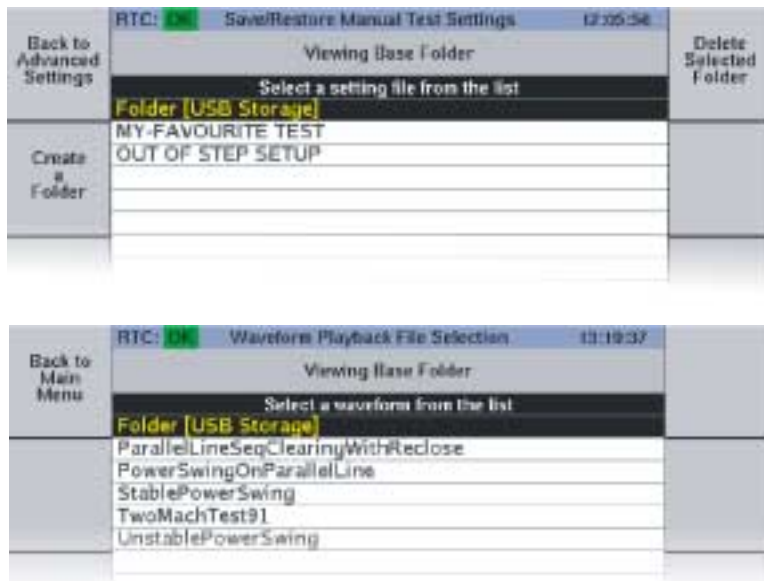 RTC: OK Save/Restore Manual Test Settings 12:05:56
Back to
Advanced
Settings
Viewing Base Folder
Delete
Selected
Folder
Select a setting file from the list
Folder [USB Storage]
MY-FAVOURITE TEST
OUT OF STEP SETUP
Create
a
Folder
RTC: OK Waveform Playback File Selection 13:19:37
Back to
Main
Menu
Viewing Base Folder
Select a waveform from the list
Folder [USB Storage]
ParallelLineSeqClearingWithReclose
PowerSwingOnParallelLine
StablePowerSwing
TwoMachTest91
UnstablePowerSwing